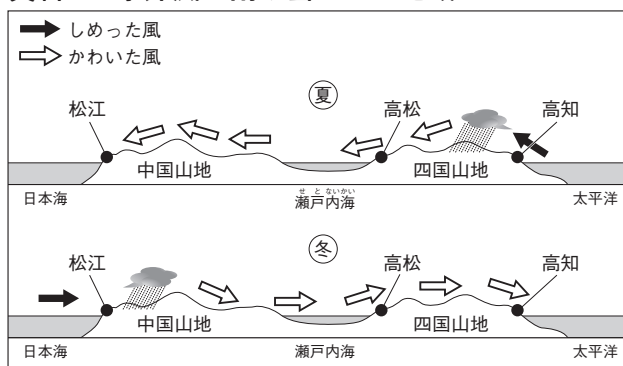 しめった風
かわいた風
夏
松江
高松
高知
中国山地
四国山地
日本海
せとないかい
瀬戸内海
太平洋
冬
松江
高松
高知
中国山地
四国山地
日本海
瀬戸内海
太平洋